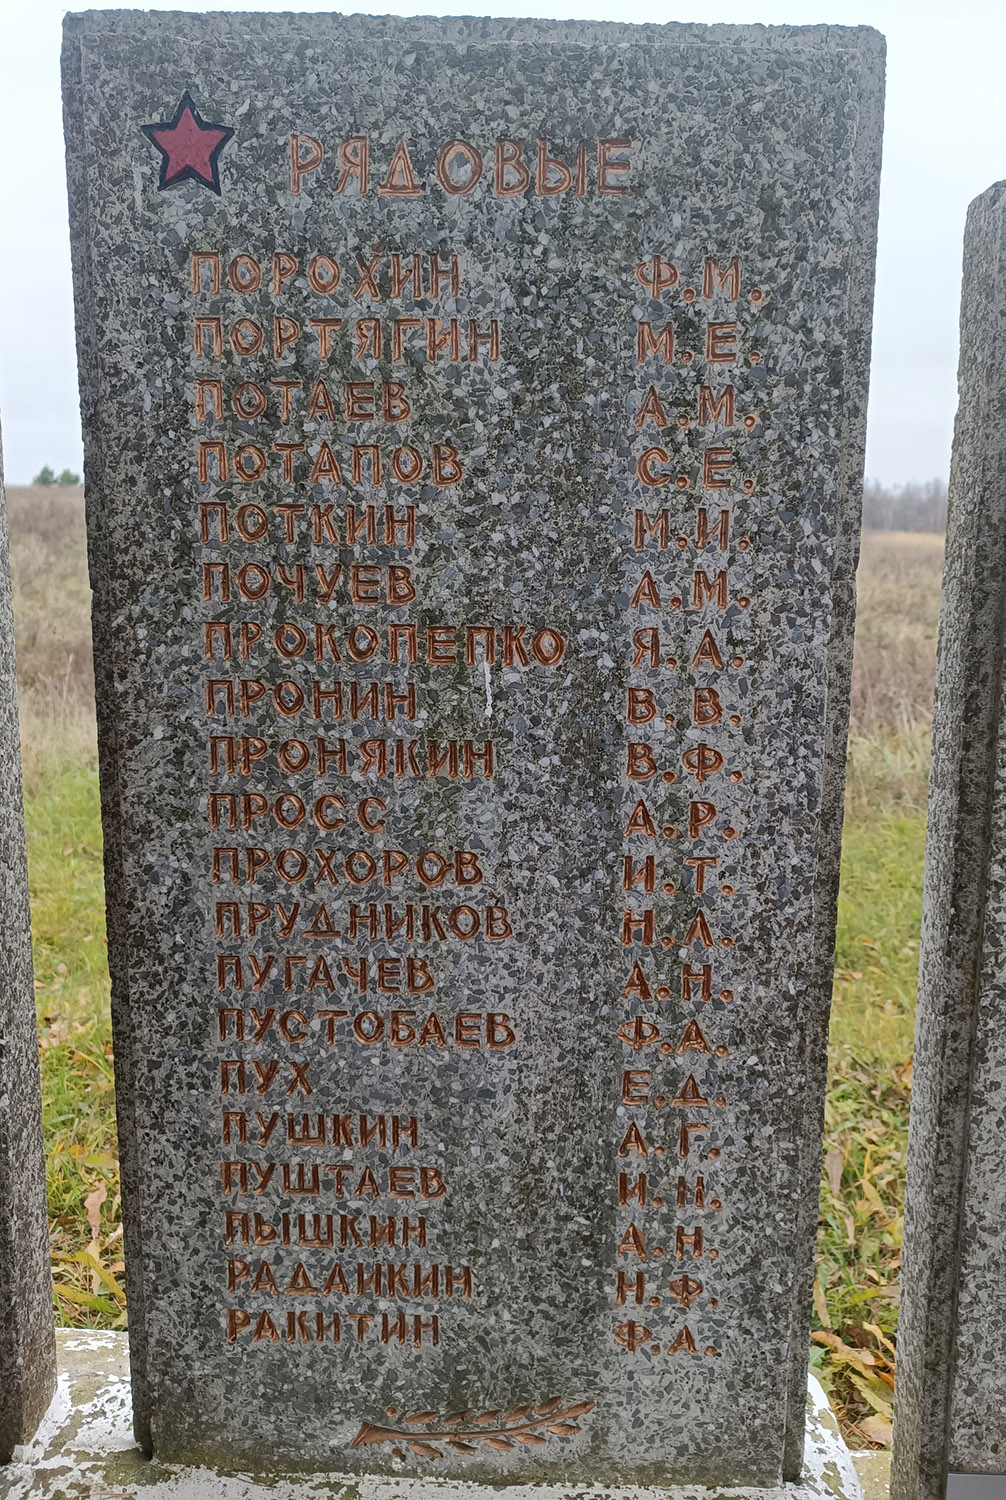 РЯДОВЫЕ
ПОРОХИН Ф.М.
ПОРТЯГИН М.Е.
ПОТАЕВ А.М.
ПОТАПОВ С.Е.
ПОТКИН М.И.
ПОЧУЕВ А.М.
ПРОКОПЕПКО Я.А.
ПРОНИН В.В.
ПРОНЯКИН В.Ф.
ПРОСС А.Р.
ПРОХОРОВ И.Т.
ПРУДНИКОВ Н.Л.
ПУГАЧЕВ А.Н.
ПУСТОБАЕВ Ф.А.
ПУХ Е.Д.
ПУШКИН А.Г.
ПУШТАЕВ И.Н.
ПЫШКИН А.Н.
РАДАИКИН Н.Ф.
РАКИТИН Ф.А.